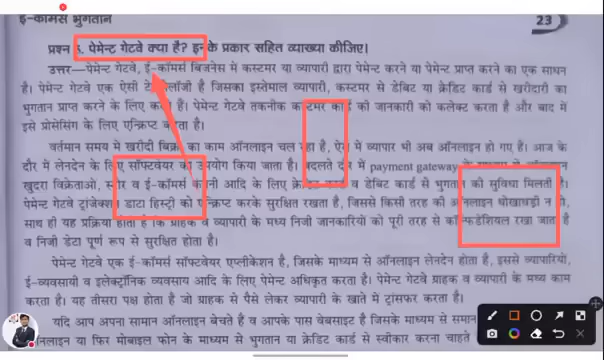 ई-कॉमर्स भुगतान
23
प्रश्न 5. पेमेन्ट गेटवे क्या है? इनके प्रकार सहित व्याख्या कीजिए।
उत्तर—पेमेन्ट गेटवे, ई-कॉमर्स बिजनेस में कस्टमर या व्यापारी द्वारा पेमेन्ट करने या पेमेन्ट प्राप्त करने का एक साधन
है। पेमेन्ट गेटवे एक ऐसी है जिसका इस्तेमाल व्यापारी, कस्टमर से डेबिट या क्रेडिट कार्ड से खरीदारी का
भुगतान प्राप्त करने के लिए है। पेमेन्ट गेटवे तकनीक कस्टमर कार्ड की जानकारी को कलेक्ट करता है और बाद में
इसे प्रोसेसिंग के लिए एन्क्रिप्ट करता है।
वर्तमान समय में खरीदी बिक्री का काम ऑनलाइन चल रहा है, ऐसे में व्यापार भी अब ऑनलाइन हो गए है। आज के
दौर में लेनदेन के लिए सॉफ्टवेयर का उपयोग किया जाता है। बदलते दौर में payment gateway के
खुदरा विक्रेताओं, स्टोर व ई-कॉमर्स कंपनी आदि के लिए क्रेडिट कार्ड व डेबिट कार्ड से भुगतान की सुविधा मिलती है।
पेमेन्ट गेटवे ट्रांजेक्शन डाटा हिस्ट्री को एन्क्रिप्ट करके सुरक्षित रखता है, जिससे किसी तरह की ऑनलाइन धोखाधड़ी न हो,
साथ ही यह प्रक्रिया होता है कि ग्राहक व व्यापारी के मध्य निजी जानकारियों को पूरी तरह से कॉन्फिडेंशियल रखा जाता है
व निजी डेटा पूर्ण रूप से सुरक्षित होता है।
पेमेन्ट गेटवे एक ई-कॉमर्स सॉफ्टवेयर एप्लीकेशन है, जिसके माध्यम से ऑनलाइन लेनदेन होता है, इससे व्यापारियों,
ई-व्यवसायी व इलेक्ट्रॉनिक व्यवसाय आदि के लिए पेमेन्ट अधिकृत करता है। पेमेन्ट गेटवे ग्राहक व व्यापारी के मध्य काम
करता है। यह तीसरा पक्ष होता है जो ग्राहक से पैसे लेकर व्यापारी के खाते में ट्रांसफर करता है।
यदि आप अपना सामान ऑनलाइन बेचते है व आपके पास वेबसाइट है जिसके माध्यम से समान
ऑनलाइन या फिर मोबाइल फोन के माध्यम से भुगतान या क्रेडिट कार्ड से स्वीकार करना चाहते